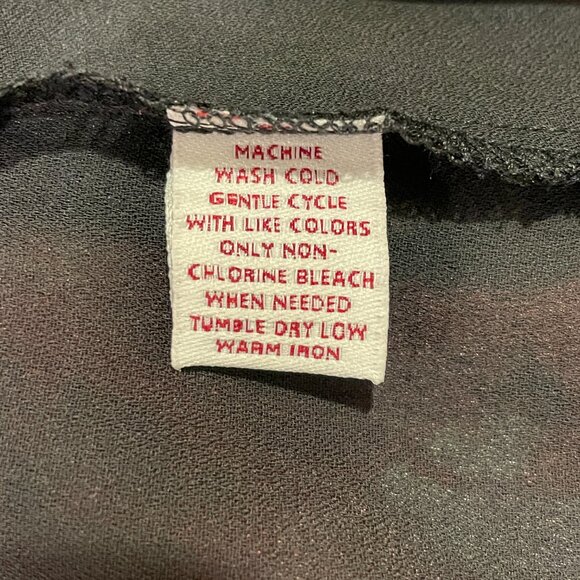 MACHINE
WASH COLD
GENTLE CYCLE
WITH LIKE COLORS
ONLY NON-
CHLORINE BLEACH
WHEN NEEDED
TUMBLE DRY LOW
WARM IRON